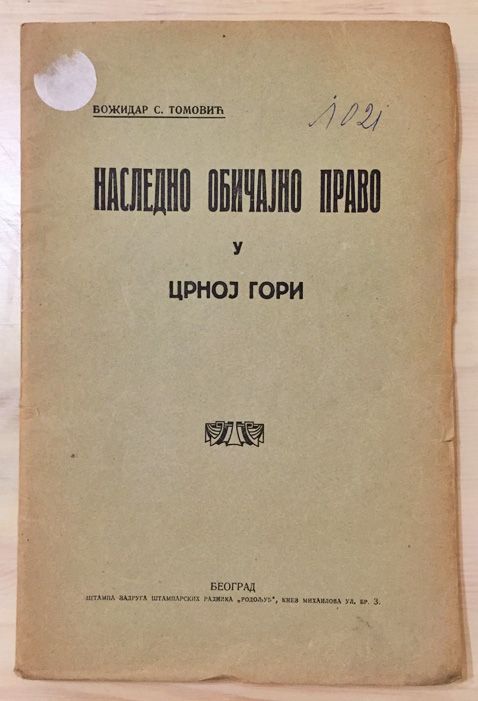 БОЖИДАР С. ТОМОВИЋ
1021
НАСЛЕДНО ОБИЧАЈНО ПРАВО
У
ЦРНОЈ ГОРИ
БЕОГРАД
ШТАМПА ЗАДРУГА ШТАМПАРСКИХ РАДНИКА „РОДОЉУБ“, КНЕЗ МИХАИЛОВА УЛ. БР. 3.